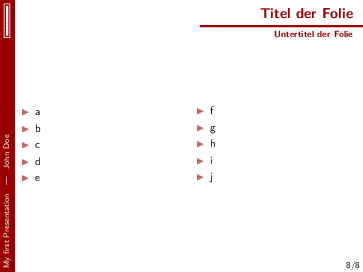 Titel der Folie
Untertitel der Folie
a
b
c
d
e
f
g
h
i
j
My first Presentation — John Doe
8/8